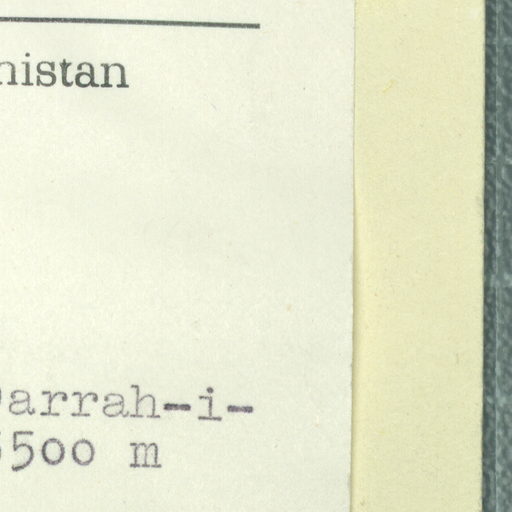 nistan
arrah-i-
500 m